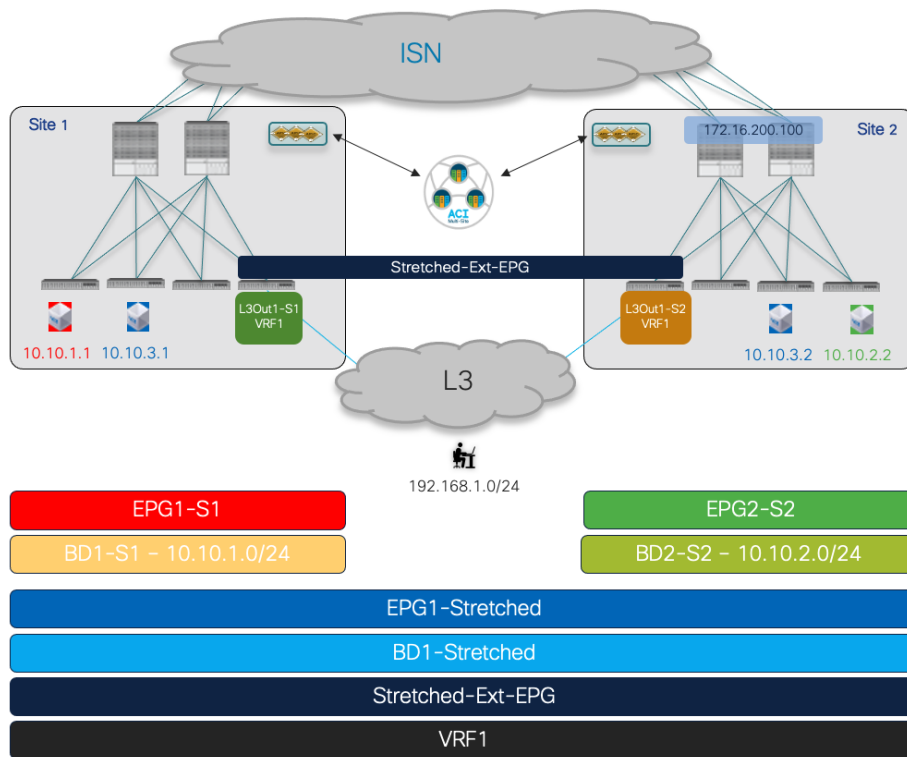 ISN
Site 1
172.16.200.100
Site 2
ACI
Multi-Site
Stretched-Ext-EPG
L3Out1-S1
VRF1
L3Out1-S2
VRF1
10.10.1.1
10.10.3.1
10.10.3.2
10.10.2.2
L3
192.168.1.0/24
EPG1-S1
EPG2-S2
BD1-S1 - 10.10.1.0/24
BD2-S2 - 10.10.2.0/24
EPG1-Stretched
BD1-Stretched
Stretched-Ext-EPG
VRF1